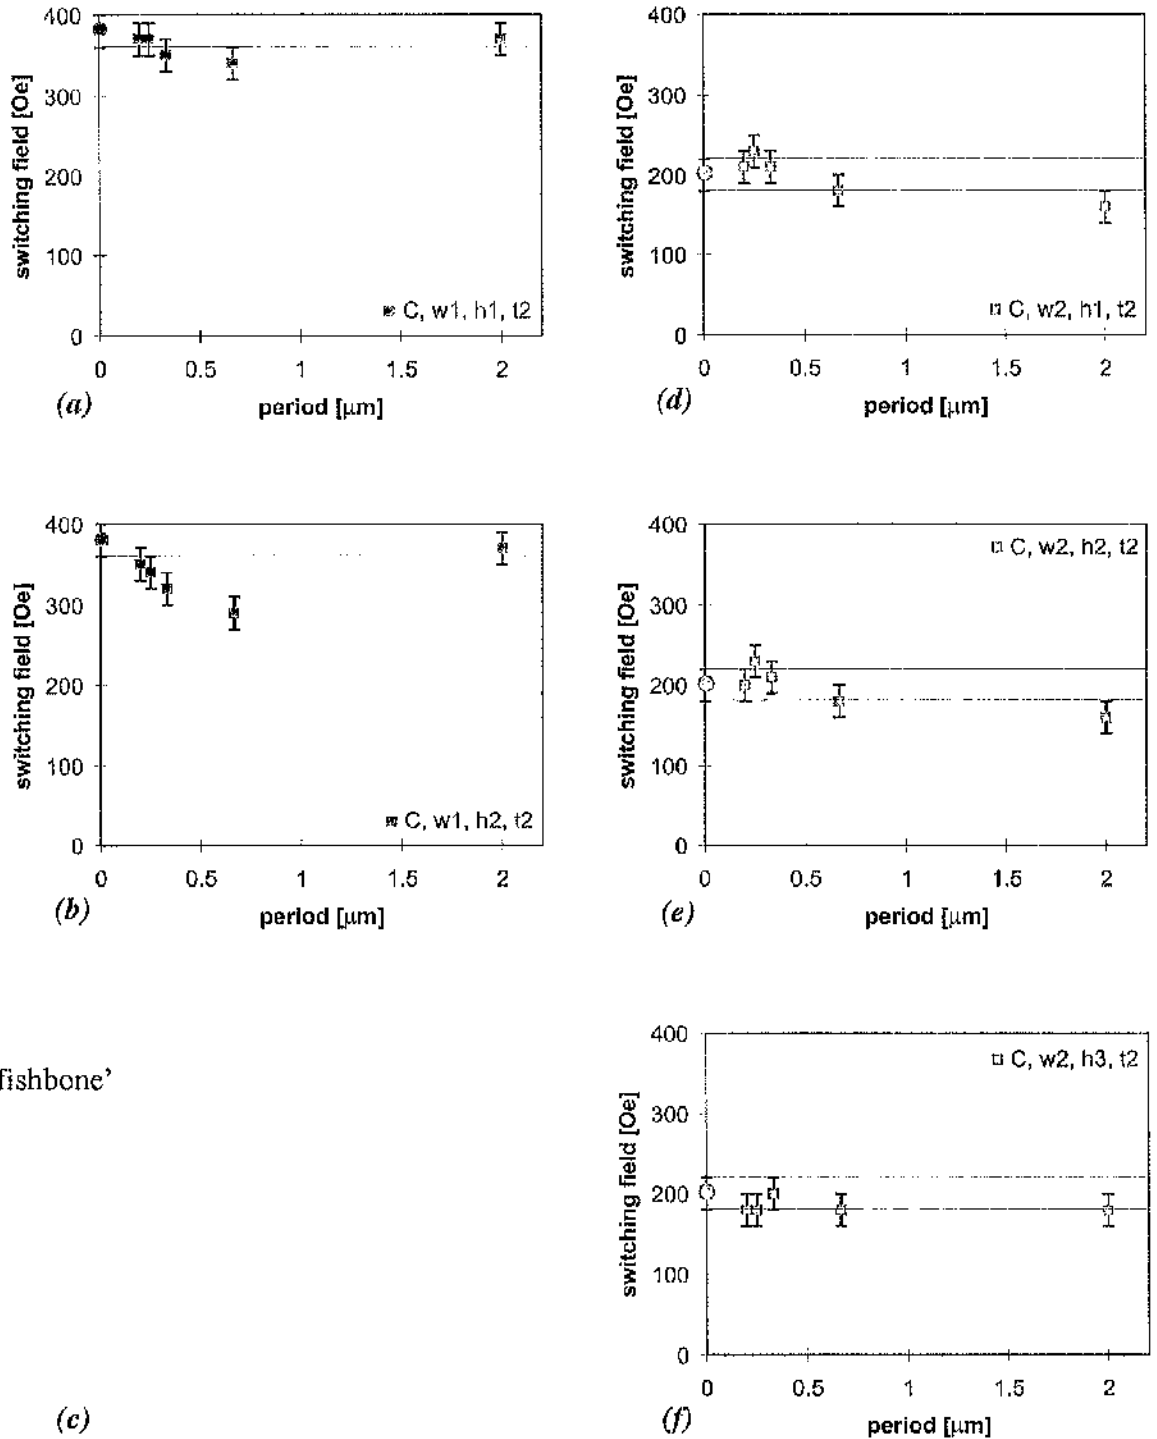 400
300
200
100
0
switching field [Oe]
C, w1, h1, t2
0 0.5 1 1.5 2
period [µm]
(a)
400
300
200
100
0
switching field [Oe]
C, w2, h1, t2
0 0.5 1 1.5 2
period [µm]
(d)
400
300
200
100
0
switching field [Oe]
C, w1, h2, t2
0 0.5 1 1.5 2
period [µm]
(b)
400
300
200
100
0
switching field [Oe]
C, w2, h2, t2
0 0.5 1 1.5 2
period [µm]
(e)
fishbone’
(c)
400
300
200
100
0
switching field [Oe]
C, w2, h3, t2
0 0.5 1 1.5 2
period [µm]
(f)